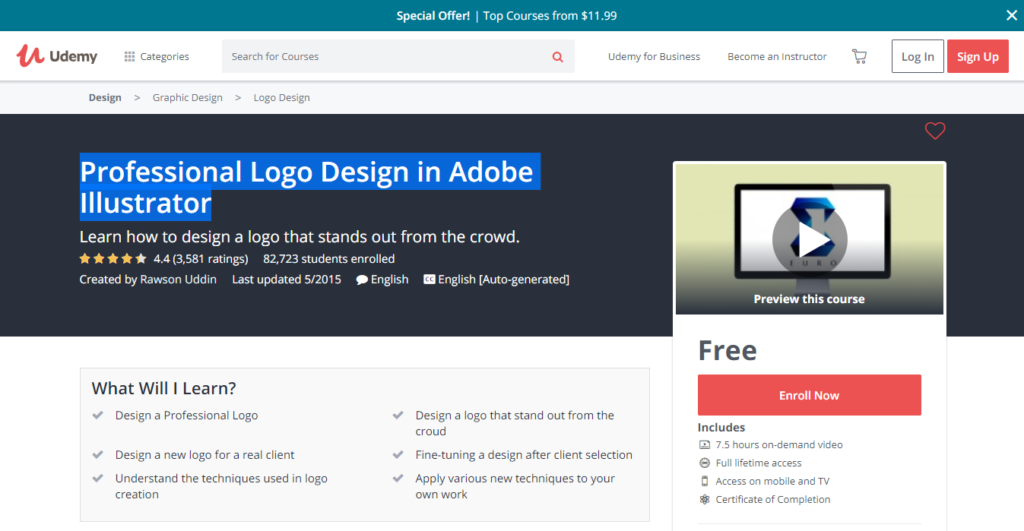 Special Offer! | Top Courses from $11.99
Udemy
Categories
Search for Courses
Udemy for Business
Become an Instructor
Log In
Sign Up
Design > Graphic Design > Logo Design
Professional Logo Design in Adobe
Illustrator
Learn how to design a logo that stands out from the crowd.
4.4 (3,581 ratings) 82,723 students enrolled
Created by Rawson Uddin Last updated 5/2015 English CC English [Auto-generated]
EURO
Preview this course
Free
Enroll Now
Includes
7.5 hours on-demand video
Full lifetime access
Access on mobile and TV
Certificate of Completion
What Will I Learn?
Design a Professional Logo
Design a logo that stand out from the
croud
Design a new logo for a real client
Fine-tuning a design after client selection
Understand the techniques used in logo
creation
Apply various new techniques to your
own work